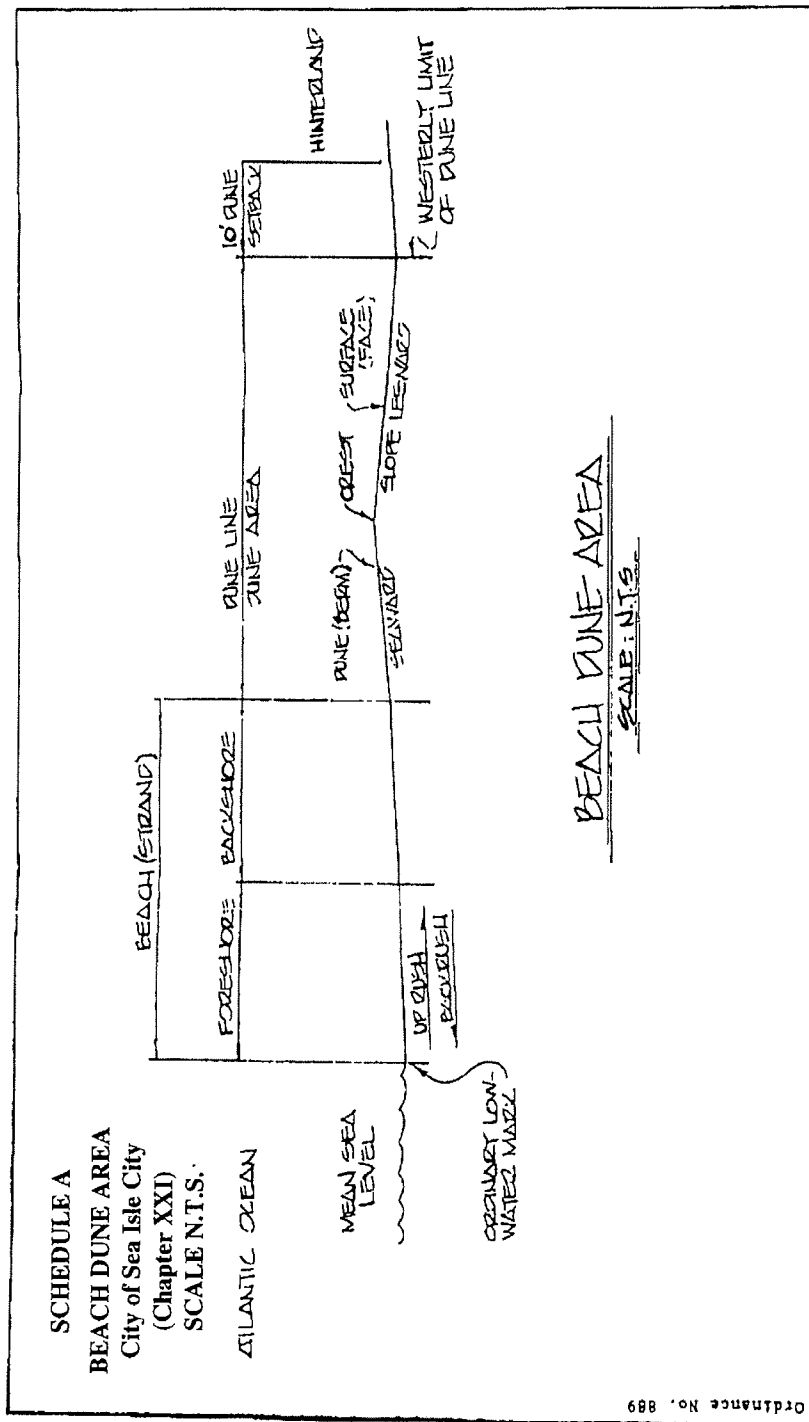 SCHEDULE A
BEACH DUNE AREA
City of Sea Isle City
(Chapter XXI)
SCALE N.T.S.
ATLANTIC OCEAN
BEACH (STRAND)
FORESHORE
BACKSHORE
DUNE LINE
DUNE AREA
10' DUNE
SETBACK
HINTERLAND
MEAN SEA
LEVEL
DUNE (BERM)
CREST
SURFACE
(FACE)
SEAWARD
SLOPE LEEWARD
UP RUSH
BACKRUSH
ORDINARY LOW-
WATER MARK
WESTERLY LIMIT
OF DUNE LINE
BEACH DUNE AREA
SCALE: N.T.S.
Ordinance No. 889